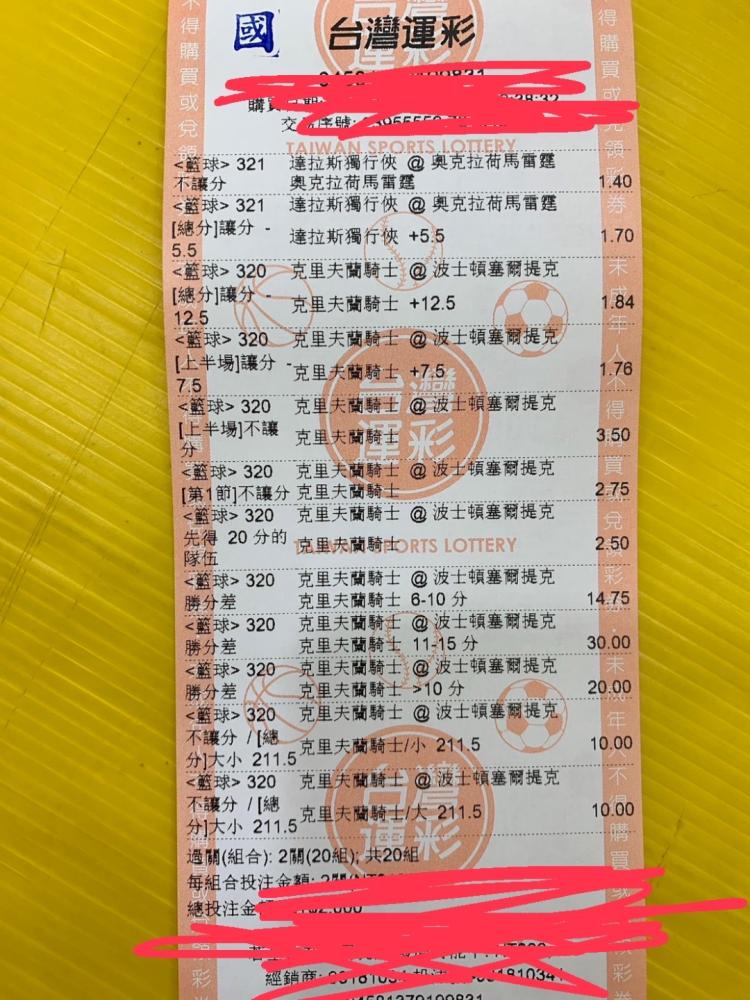 國 台灣運彩
購買
交
TAIWAN SPORTS LOTTERY
<籃球> 321 達拉斯獨行俠 @ 奧克拉荷馬雷霆
不讓分 奧克拉荷馬雷霆 1.40
<籃球> 321 達拉斯獨行俠 @ 奧克拉荷馬雷霆
[總分]讓分 - 達拉斯獨行俠 +5.5 1.70
5.5
<籃球> 320 克里夫蘭騎士 @ 波士頓塞爾提克
[總分]讓分 - 克里夫蘭騎士 +12.5 1.84
12.5
<籃球> 320 克里夫蘭騎士 @ 波士頓塞爾提克
[上半場]讓分 - 克里夫蘭騎士 +7.5 1.76
7.5
<籃球> 320 克里夫蘭騎士 @ 波士頓塞爾提克
[上半場]不讓 克里夫蘭騎士 3.50
分
<籃球> 320 克里夫蘭騎士 @ 波士頓塞爾提克
[第1節]不讓分 克里夫蘭騎士 2.75
<籃球> 320 克里夫蘭騎士 @ 波士頓塞爾提克
先得 20 分的 克里夫蘭騎士 2.50
隊伍
TAIWAN SPORTS LOTTERY
<籃球> 320 克里夫蘭騎士 @ 波士頓塞爾提克
勝分差 克里夫蘭騎士 6-10 分 14.75
<籃球> 320 克里夫蘭騎士 @ 波士頓塞爾提克
勝分差 克里夫蘭騎士 11-15 分 30.00
<籃球> 320 克里夫蘭騎士 @ 波士頓塞爾提克
勝分差 克里夫蘭騎士 >10 分 20.00
<籃球> 320 克里夫蘭騎士 @ 波士頓塞爾提克
不讓分 / [總 克里夫蘭騎士/小 211.5 10.00
分]大小 211.5
<籃球> 320 克里夫蘭騎士 @ 波士頓塞爾提克
不讓分 / [總 克里夫蘭騎士/大 211.5 10.00
分]大小 211.5
過關(組合): 2關(20組); 共20組
每組合投注金額: 2關
總投注金
經銷商: